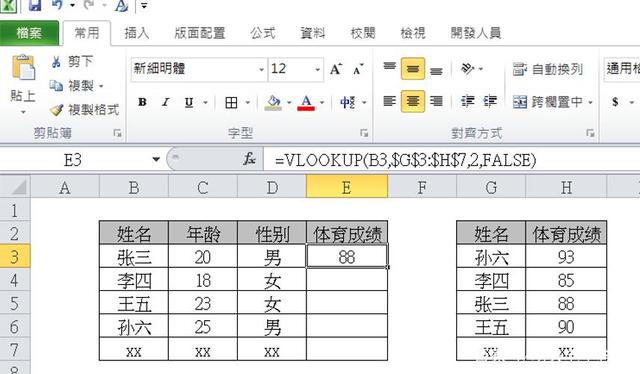 檔案 常用 插入 版面配置 公式 資料 校閱 檢視 開發人員
剪下
複製
複製格式
貼上
剪貼簿
新細明體 12 A A
B I U A 中
字型
自動換列
跨欄置中
對齊方式
通用格
$
E3 fx =VLOOKUP(B3,$G$3:$H$7,2,FALSE)
A B C D E F G H
1
2 姓名 年龄 性别 体育成绩 姓名 体育成绩
3 张三 20 男 88 孙六 93
4 李四 18 女 李四 85
5 王五 23 女 张三 88
6 孙六 25 男 王五 90
7 xx xx xx xx xx
8